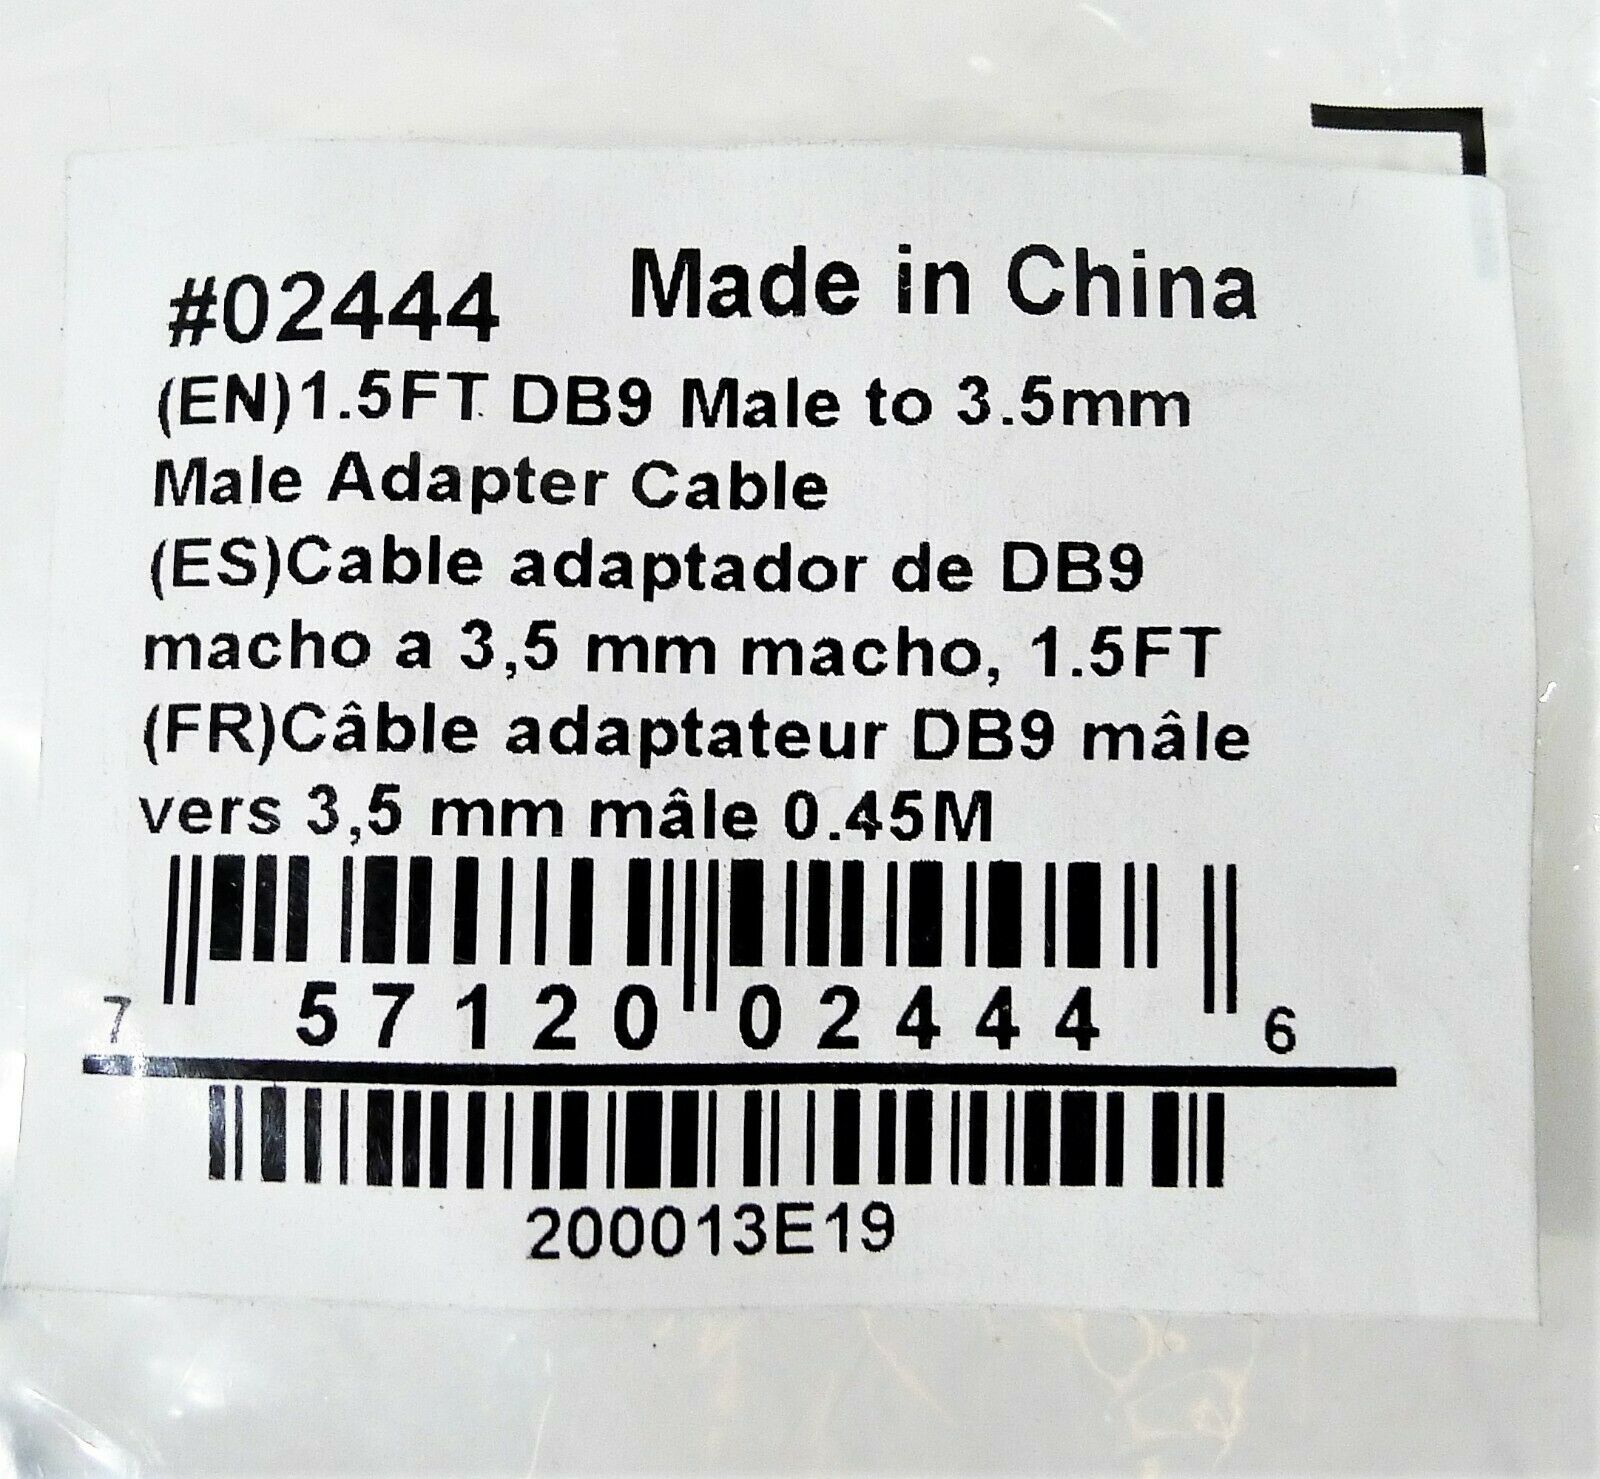 #02444 Made in China
(EN)1.5FT DB9 Male to 3.5mm
Male Adapter Cable
(ES)Cable adaptador de DB9
macho a 3,5 mm macho, 1.5FT
(FR)Câble adaptateur DB9 mâle
vers 3,5 mm mâle 0.45M
7 57120 02444 6
200013E19